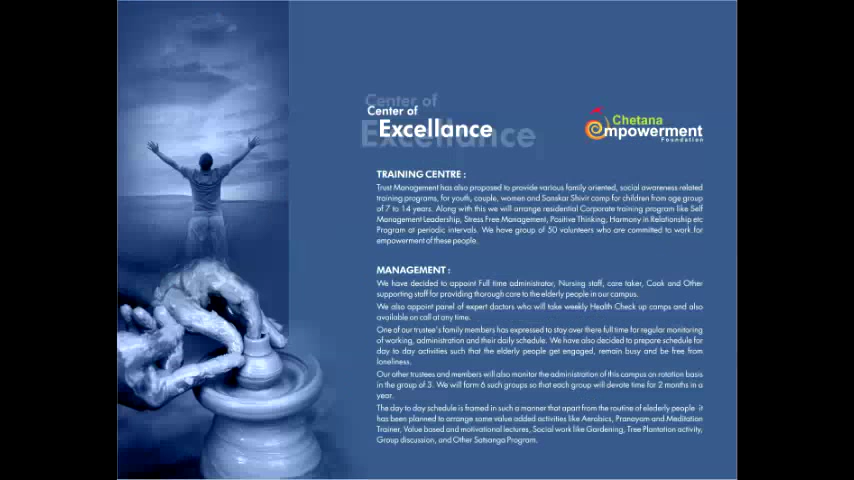 Center of
Center of
Excellance
Excellance
Chetana
mpowerment
Foundation
TRAINING CENTRE :
Trust Management has also proposed to provide various family oriented, social awareness related
training programs, for youth, couple, women and Sanskar Shivir camp for children from age group
of 7 to 14 years. Along with this we will arrange residential Corporate training program like Self
Management Leadership, Stress Free Management, Positive Thinking, Harmony in Relationship etc
Program at periodic intervals. We have group of 50 volunteers who are committed to work for
empowerment of these people.
MANAGEMENT :
We have decided to appoint Full time administrator, Nursing staff, care taker, Cook and Other
supporting staff for providing thorough care to the elderly people in our campus.
We also appoint panel of expert doctors who will take weekly Health Check up camps and also
available on call at any time.
One of our trustee's family members has expressed to stay over there full time for regular monitoring
of working, administration and their daily schedule. We have also decided to prepare schedule for
day to day activities such that the elderly people get engaged, remain busy and be free from
loneliness.
Our other trustees and members will also monitor the administration of this campus on rotation basis
in the group of 3. We will form 6 such groups so that each group will devote time for 2 months in a
year.
The day to day schedule is framed in such a manner that apart from the routine of elederly people it
has been planned to arrange some value added activities like Aerobics, Pranayam and Meditation
Trainer, Value based and motivational lectures, Social work like Gardening, Tree Plantation activity,
Group discussion, and Other Satsanga Program.